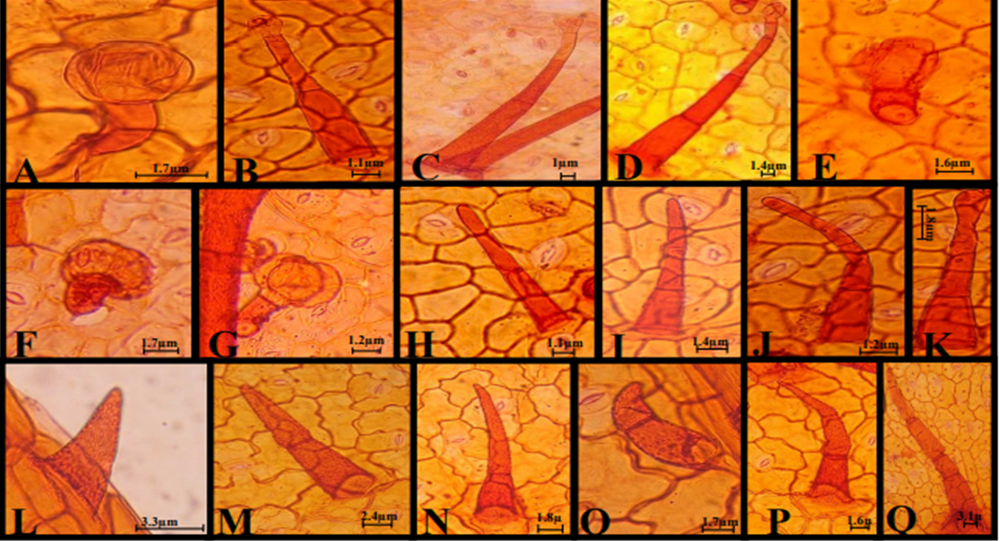 A 1.7µm
B 1.1µm
C 1µm
D 1.4µm
E 1.6µm
F 1.7µm
G 1.2µm
H 1.3µm
I 1.4µm
J 1.2µm
K 1.8µm
L 3.3µm
M 2.4µm
N 1.8µ
O 1.7µm
P 1.6µ
Q 3.1µ